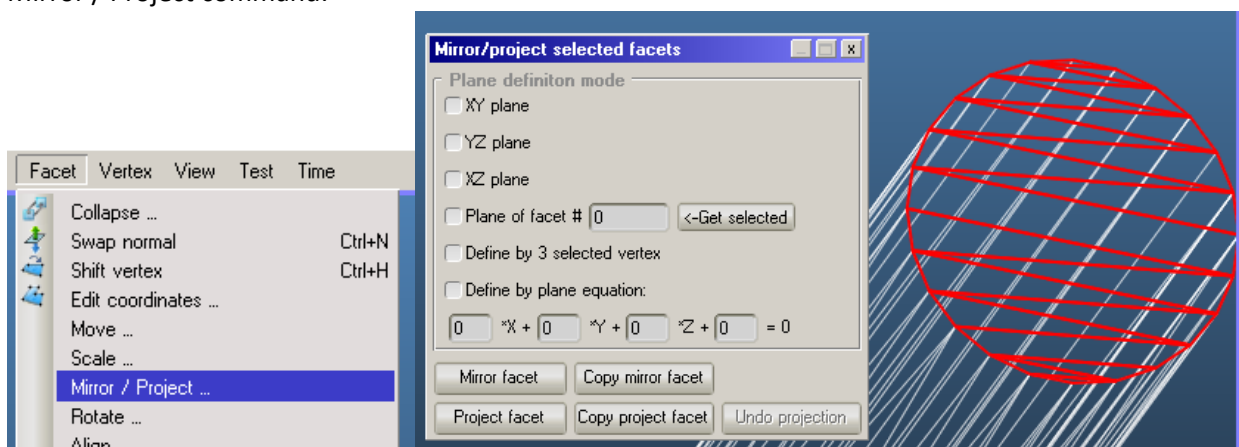 Mirror / Project command:
Facet Vertex View Test Time
Collapse ...
Swap normal Ctrl+N
Shift vertex Ctrl+H
Edit coordinates ...
Move ...
Scale ...
Mirror / Project ...
Rotate ...
Align
Mirror/project selected facets
Plane definiton mode
XY plane
YZ plane
XZ plane
Plane of facet # 0 <-Get selected
Define by 3 selected vertex
Define by plane equation:
0 *X + 0 *Y + 0 *Z + 0 = 0
Mirror facet Copy mirror facet
Project facet Copy project facet Undo projection